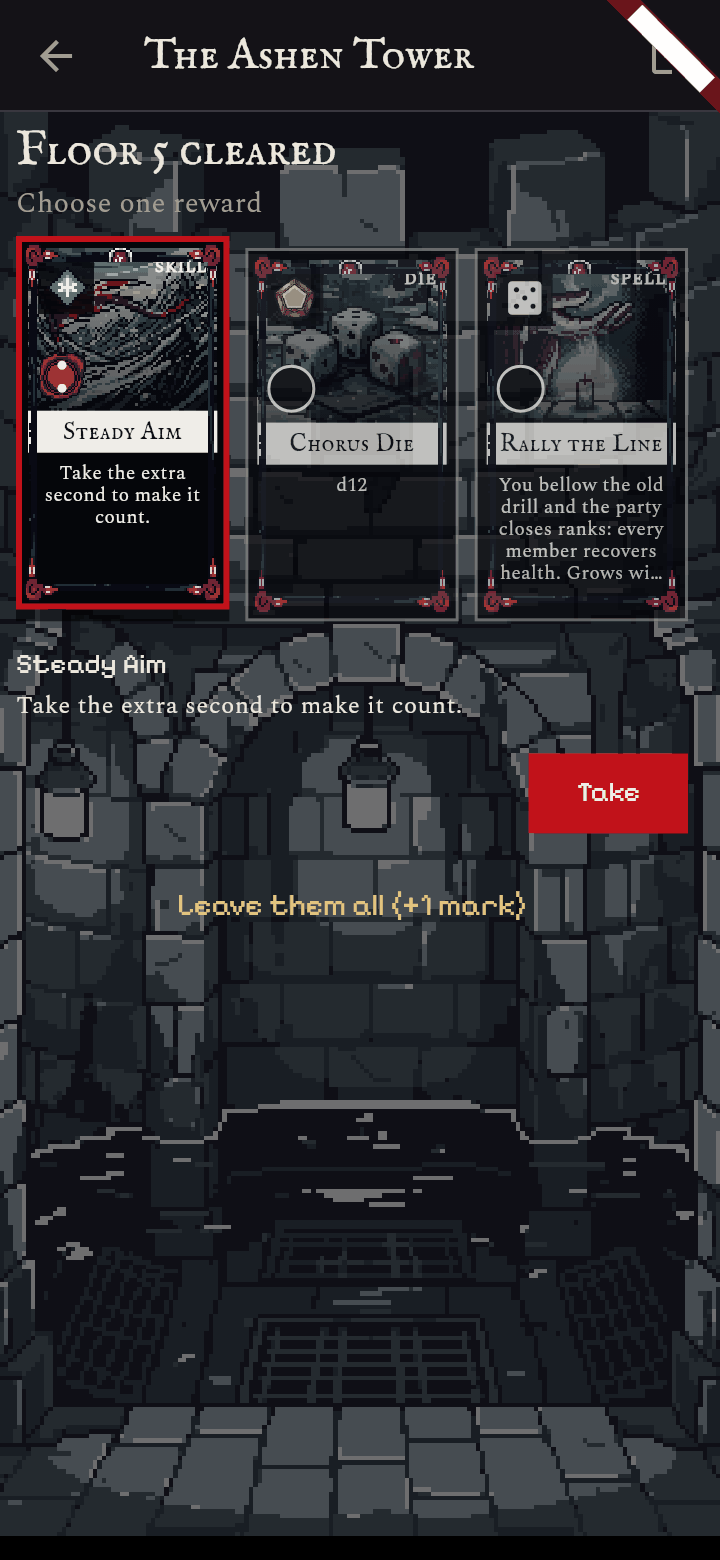 The Ashen Tower
Floor 5 cleared
Choose one reward
SKILL
Steady Aim
Take the extra
second to make it
count.
DIE
Chorus Die
d12
SPELL
Rally the Line
You bellow the old
drill and the party
closes ranks: every
member recovers
health. Grows wi...
Steady Aim
Take the extra second to make it count.
Take
Leave them all (+1 mark)